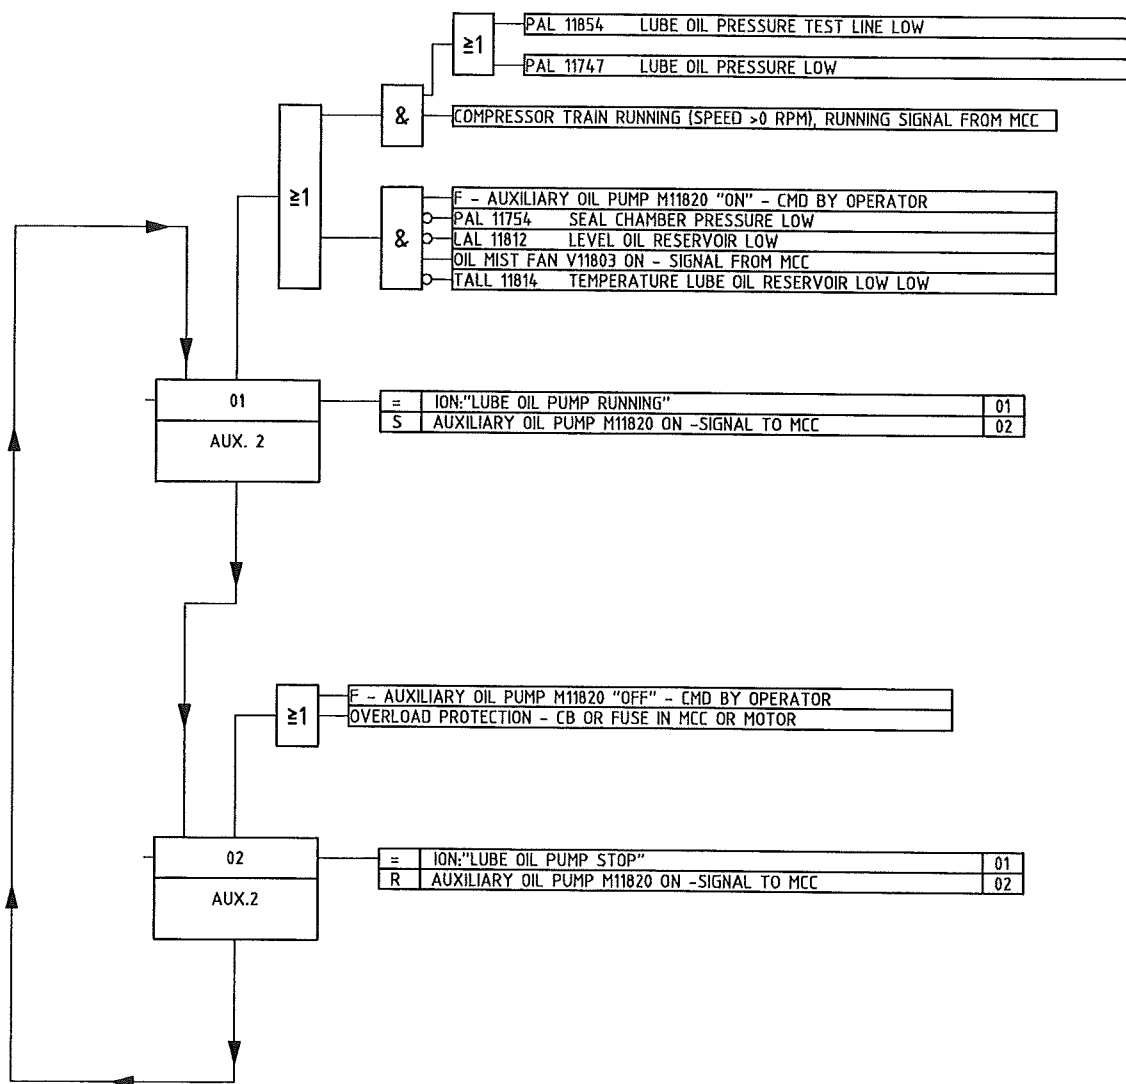 ≥1
PAL 11854 LUBE OIL PRESSURE TEST LINE LOW
PAL 11747 LUBE OIL PRESSURE LOW
&
COMPRESSOR TRAIN RUNNING (SPEED >0 RPM), RUNNING SIGNAL FROM MCC
≥1
&
F - AUXILIARY OIL PUMP M11820 "ON" - CMD BY OPERATOR
PAL 11754 SEAL CHAMBER PRESSURE LOW
LAL 11812 LEVEL OIL RESERVOIR LOW
OIL MIST FAN V11803 ON - SIGNAL FROM MCC
TALL 11814 TEMPERATURE LUBE OIL RESERVOIR LOW LOW
01
AUX. 2
= ION:"LUBE OIL PUMP RUNNING" 01
S AUXILIARY OIL PUMP M11820 ON -SIGNAL TO MCC 02
≥1
F - AUXILIARY OIL PUMP M11820 "OFF" - CMD BY OPERATOR
OVERLOAD PROTECTION - CB OR FUSE IN MCC OR MOTOR
02
AUX.2
= ION:"LUBE OIL PUMP STOP" 01
R AUXILIARY OIL PUMP M11820 ON -SIGNAL TO MCC 02